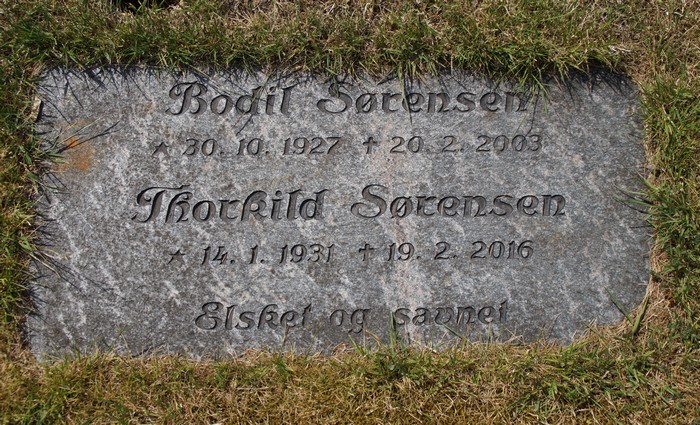 Bodil Sørensen
* 30. 10. 1927 † 20. 2. 2003
Thorkild Sørensen
* 14. 1. 1931 † 19. 2. 2016
Elsket og savnet